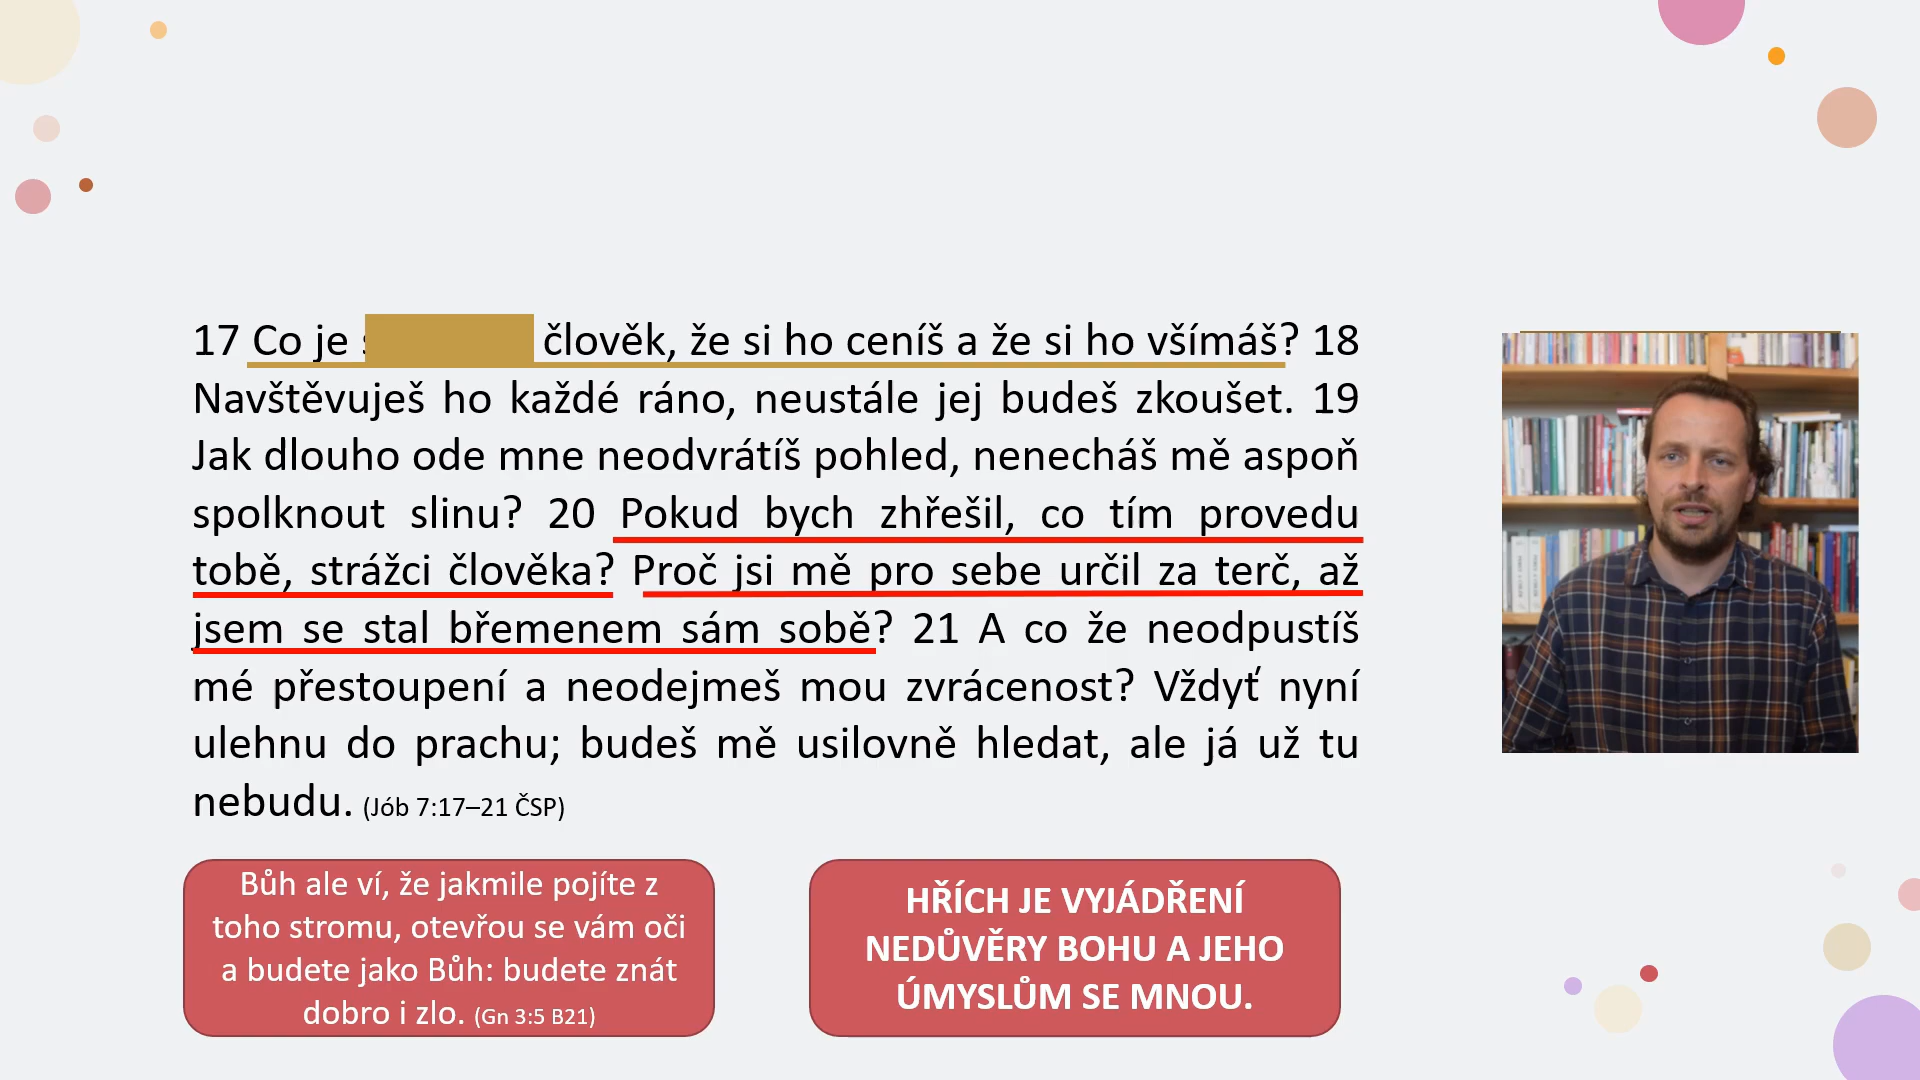 17 Co je člověk, že si ho ceníš a že si ho všímáš? 18
Navštěvuješ ho každé ráno, neustále jej budeš zkoušet. 19
Jak dlouho ode mne neodvrátíš pohled, nenecháš mě aspoň
spolknout slinu? 20 Pokud bych zhřešil, co tím provedu
tobě, strážci člověka? Proč jsi mě pro sebe určil za terč, až
jsem se stal břemenem sám sobě? 21 A co že neodpustíš
mé přestoupení a neodejmeš mou zvrácenost? Vždyť nyní
ulehnu do prachu; budeš mě usilovně hledat, ale já už tu
nebudu. (Jób 7:17–21 ČSP)
Bůh ale ví, že jakmile pojíte z
toho stromu, otevřou se vám oči
a budete jako Bůh: budete znát
dobro i zlo. (Gn 3:5 B21)
HŘÍCH JE VYJÁDŘENÍ
NEDŮVĚRY BOHU A JEHO
ÚMYSLŮM SE MNOU.